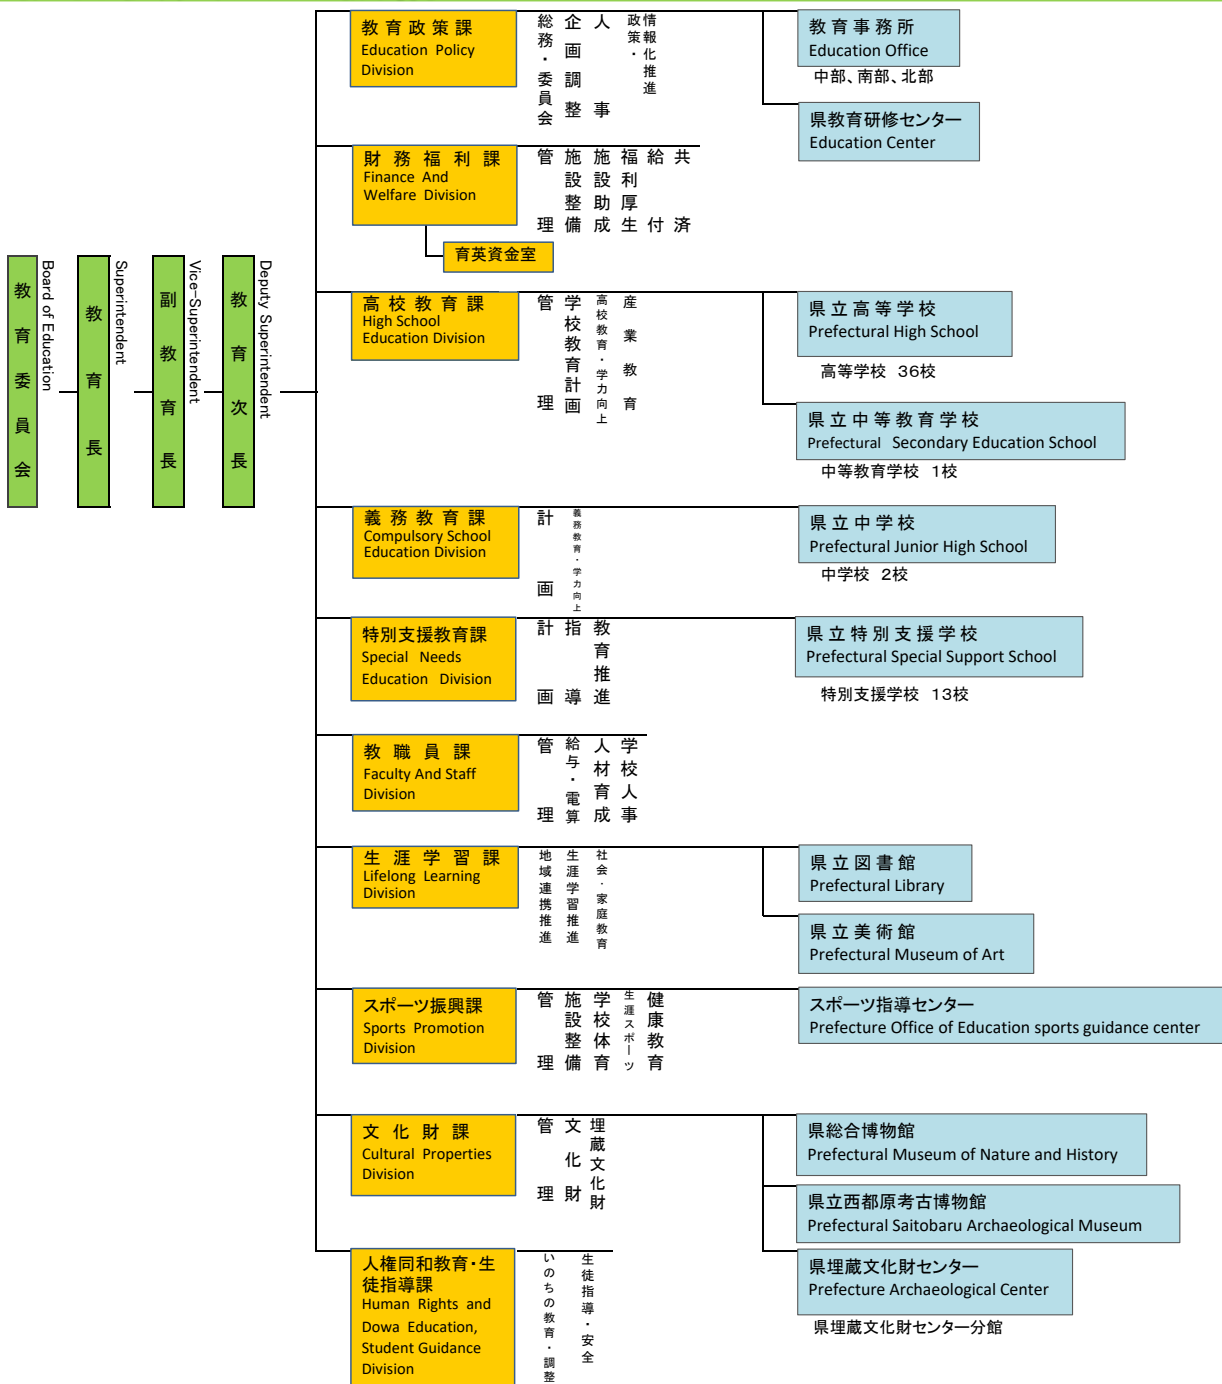 教育委員会
Board of Education
教育長
Superintendent
副教育長
Vice-Superintendent
教育次長
Deputy Superintendent
教育政策課
Education Policy
Division
総務・委員会
企画調整
人事
政策・
情報化推進
教育事務所
Education Office
中部、南部、北部
県教育研修センター
Education Center
財務福利課
Finance And
Welfare Division
管理
施設整備
施設助成
福利厚生
給付
共済
育英資金室
高校教育課
High School
Education Division
管理
学校教育計画
高校教育・学力向上
産業教育
県立高等学校
Prefectural High School
高等学校 36校
県立中等教育学校
Prefectural Secondary Education School
中等教育学校 1校
義務教育課
Compulsory School
Education Division
計画
義務教育・学力向上
県立中学校
Prefectural Junior High School
中学校 2校
特別支援教育課
Special Needs
Education Division
計画
指導
教育推進
県立特別支援学校
Prefectural Special Support School
特別支援学校 13校
教職員課
Faculty And Staff
Division
管理
給与・電算
人材育成
学校人事
生涯学習課
Lifelong Learning
Division
地域連携推進
生涯学習推進
社会・家庭教育
県立図書館
Prefectural Library
県立美術館
Prefectural Museum of Art
スポーツ振興課
Sports Promotion
Division
管理
施設整備
学校体育
生涯スポーツ
健康教育
スポーツ指導センター
Prefecture Office of Education sports guidance center
文化財課
Cultural Properties
Division
管理
文化財
埋蔵文化財
県総合博物館
Prefectural Museum of Nature and History
県立西都原考古博物館
Prefectural Saitobaru Archaeological Museum
県埋蔵文化財センター
Prefecture Archaeological Center
県埋蔵文化財センター分館
人権同和教育・生
徒指導課
Human Rights and
Dowa Education,
Student Guidance
Division
いのちの教育・調整
生徒指導・安全